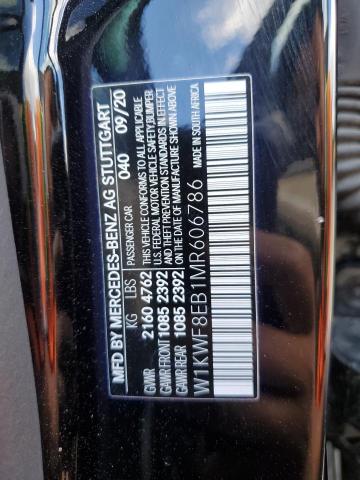 MFD BY MERCEDES-BENZ AG STUTTGART
PASSENGER CAR 040 09/20
KG LBS
GVWR 2160 4762
GAWR FRONT 1085 2392
GAWR REAR 1085 2392
THIS VEHICLE CONFORMS TO ALL APPLICABLE
U.S. FEDERAL MOTOR VEHICLE SAFETY, BUMPER
AND THEFT PREVENTION STANDARDS IN EFFECT
ON THE DATE OF MANUFACTURE SHOWN ABOVE
W1KWF8EB1MR606786
MADE IN SOUTH AFRICA